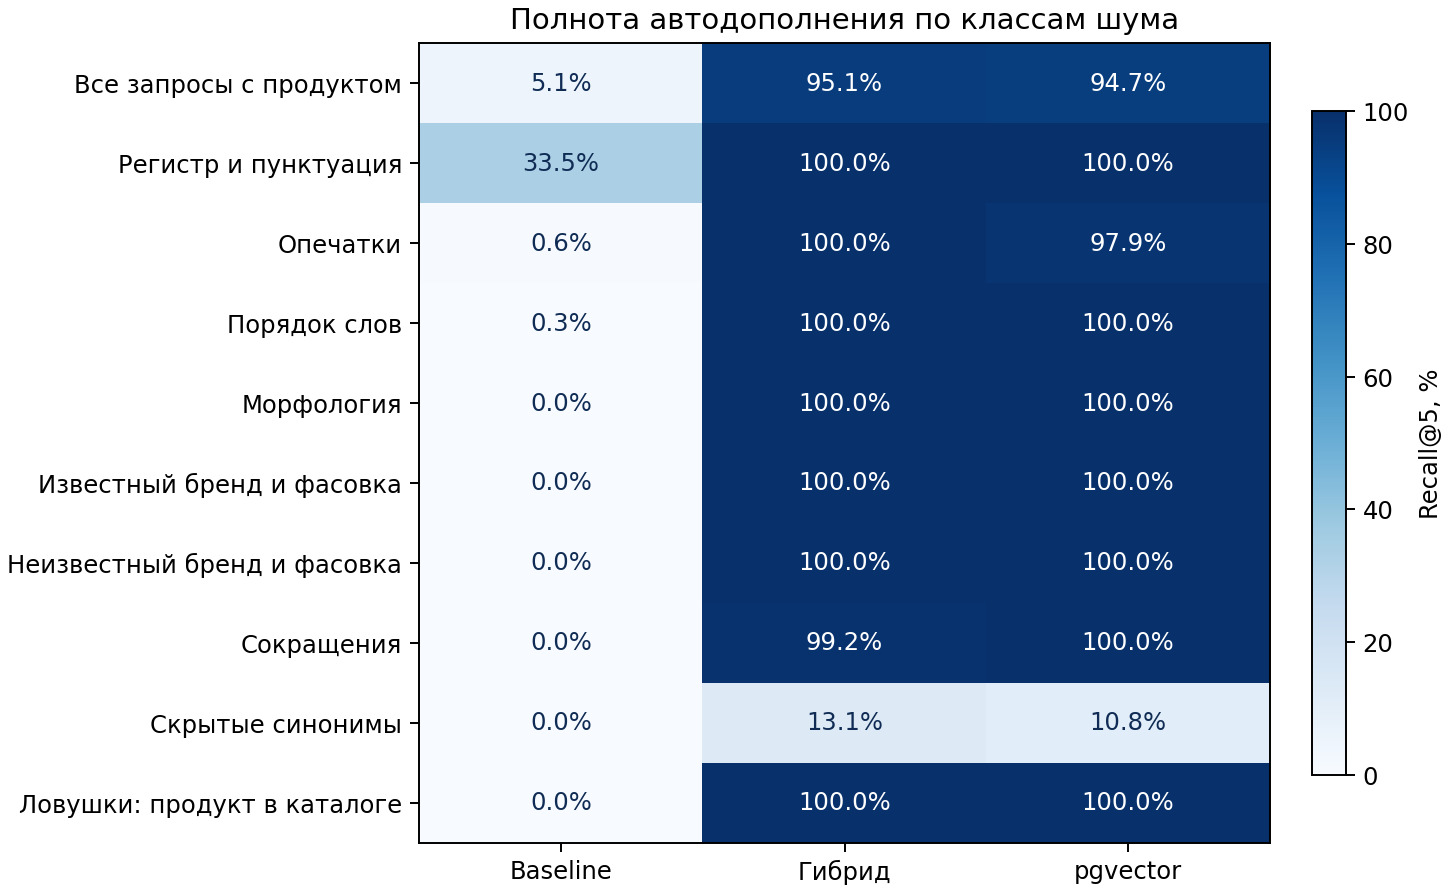 Полнота автодополнения по классам шума
Все запросы с продуктом 5.1% 95.1% 94.7%
Регистр и пунктуация 33.5% 100.0% 100.0%
Опечатки 0.6% 100.0% 97.9%
Порядок слов 0.3% 100.0% 100.0%
Морфология 0.0% 100.0% 100.0%
Известный бренд и фасовка 0.0% 100.0% 100.0%
Неизвестный бренд и фасовка 0.0% 100.0% 100.0%
Сокращения 0.0% 99.2% 100.0%
Скрытые синонимы 0.0% 13.1% 10.8%
Ловушки: продукт в каталоге 0.0% 100.0% 100.0%
Baseline Гибрид pgvector
100
80
60
40
20
0
Recall@5, %